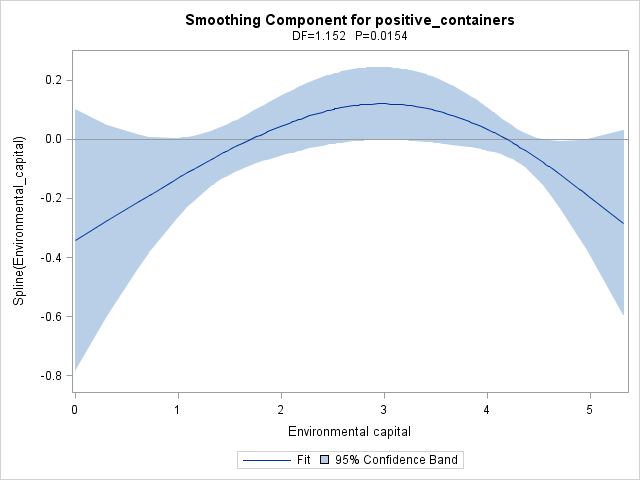 Smoothing Component for positive_containers
DF=1.152 P=0.0154
Spline(Environmental_capital)
0.2
0.0
-0.2
-0.4
-0.6
-0.8
0 1 2 3 4 5
Environmental capital
Fit 95% Confidence Band